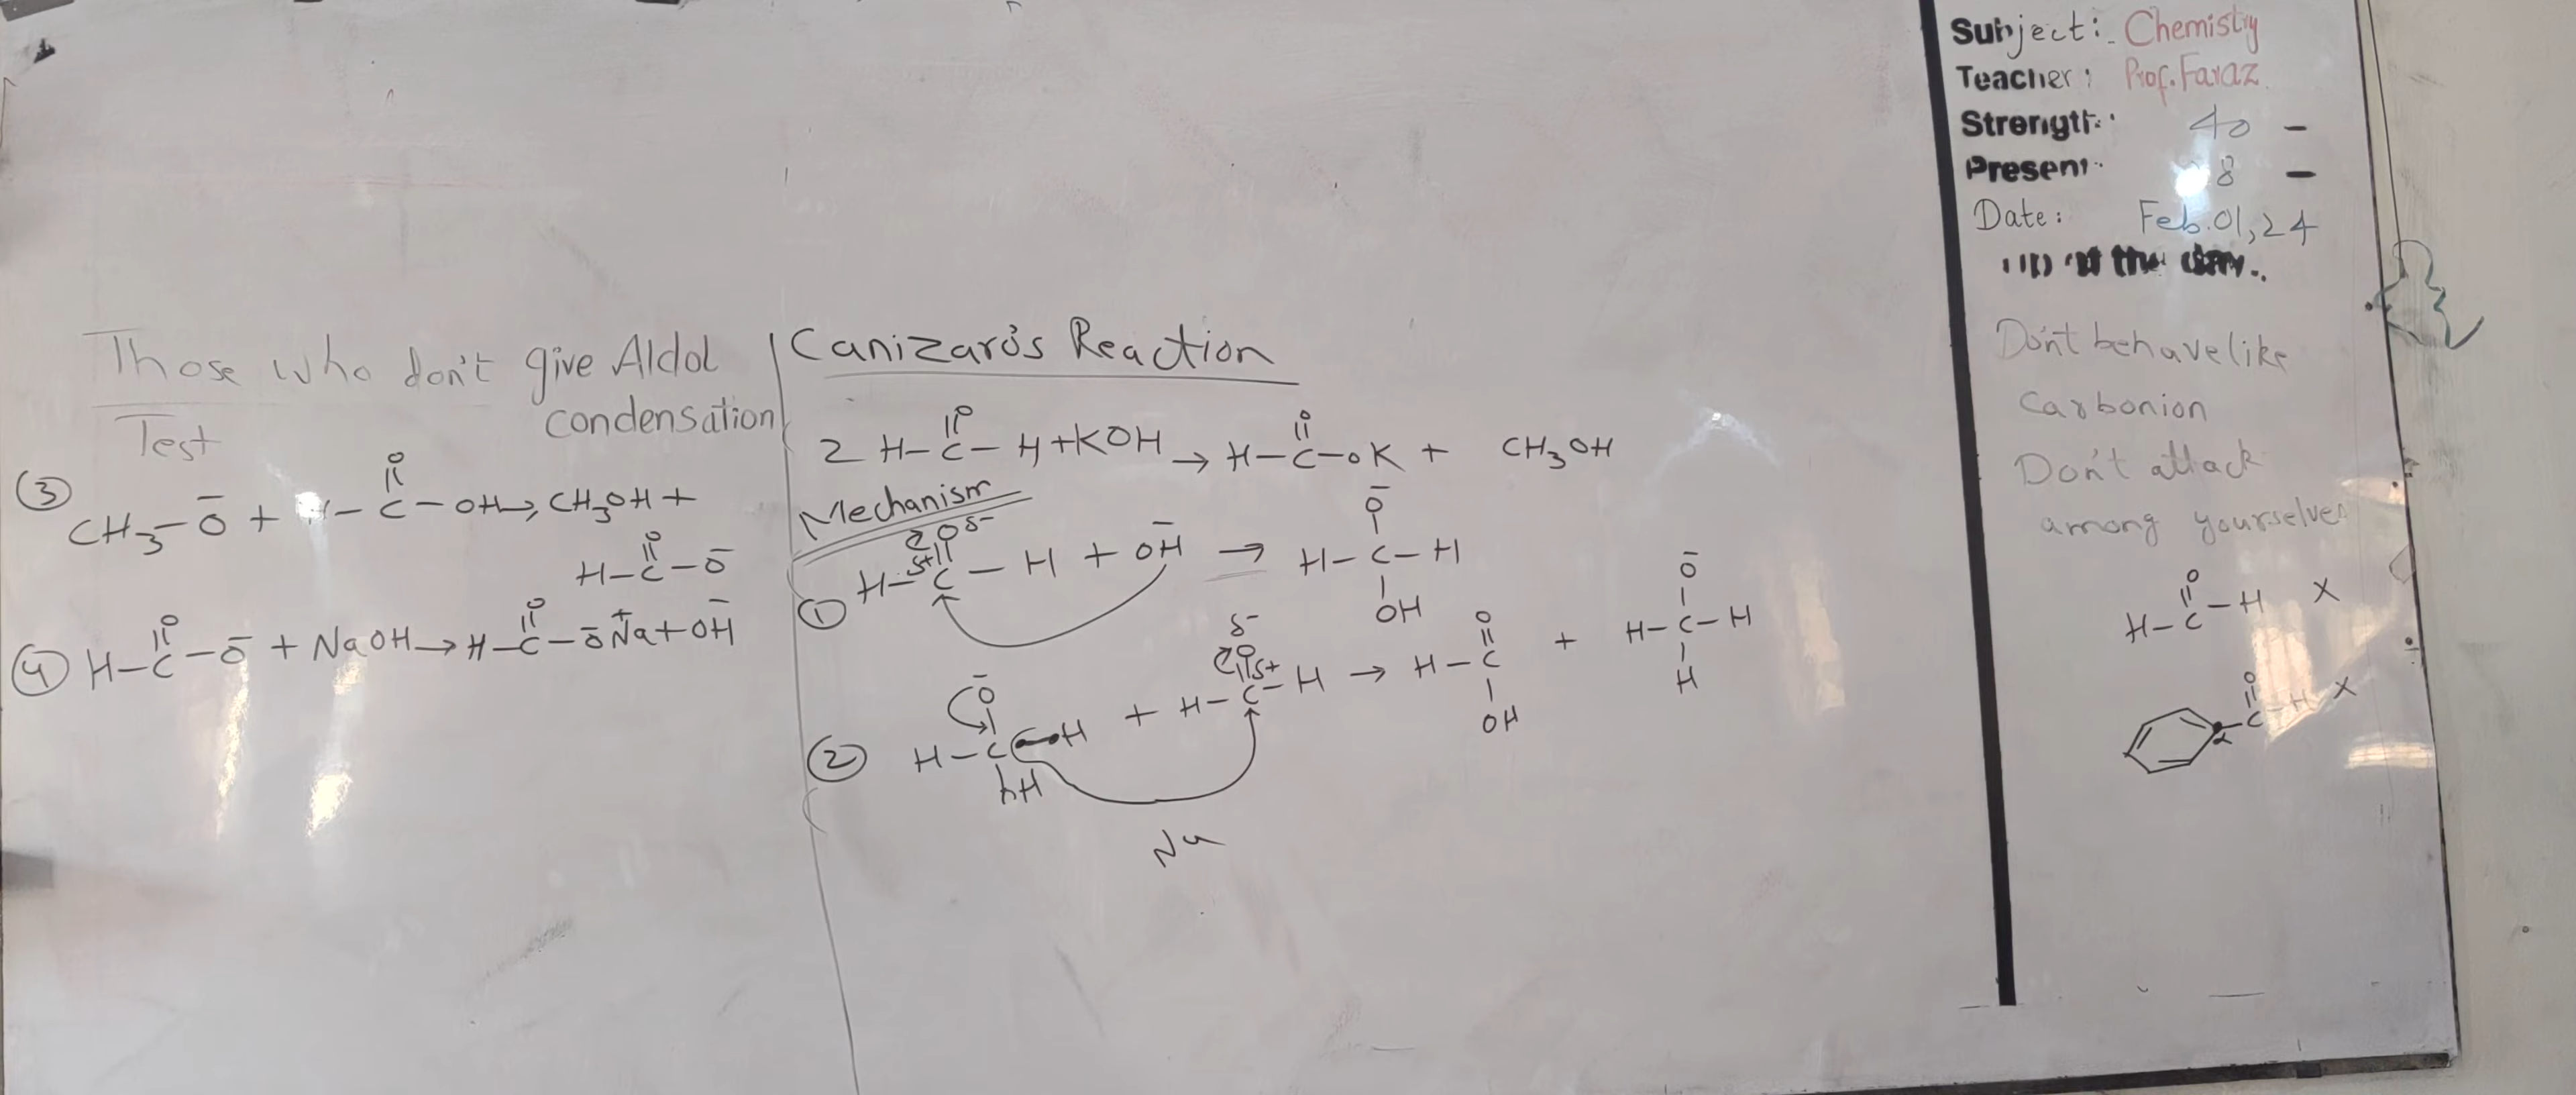 Subject: Chemistry
Teacher: Prof. Faraz
Strength: 40 -
Present 8 -
Date: Feb. 01, 24
Don't behave like
Carbonion
Don't attack
among yourselves
O
H-C-H X
O
C-H X
α
Those who don't give Aldol
condensation
Test
O
③ CH3-Ō + -C-OH → CH3OH +
O
H-C-Ō
O O
④ H-C-Ō + NaOH → H-C-ŌNa⁺ + OH⁻
Canizaro's Reaction
O O
2 H-C-H + KOH → H-C-OK + CH3OH
Mechanism
O δ- Ō
① H-C-H + OH⁻ → H-C-H
δ+ OH
Ō δ- O O Ō
② H-C-H + H-C-H → H-C + H-C-H
δ+ OH H
Nu